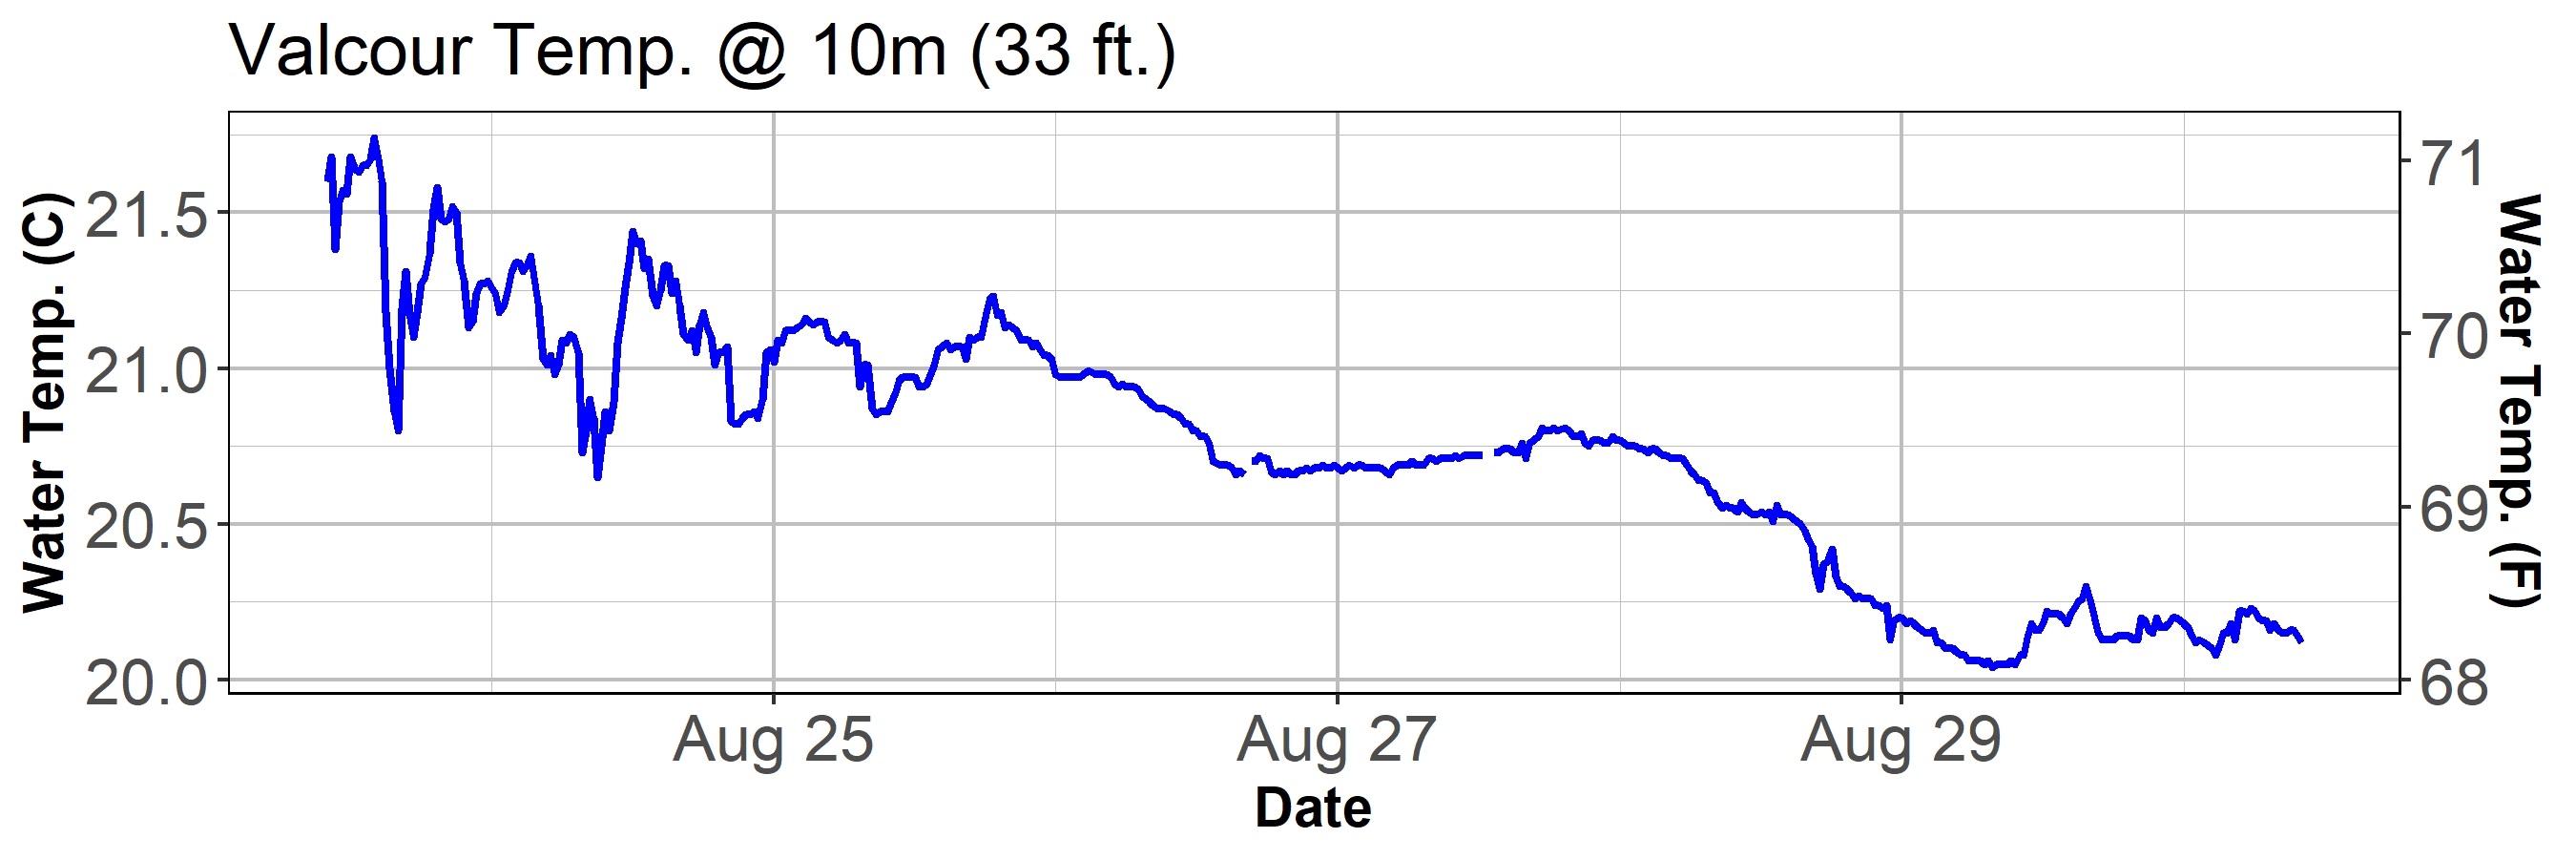 Valcour Temp. @ 10m (33 ft.)
Water Temp. (C)
21.5
21.0
20.5
20.0
71
70
69
68
Water Temp. (F)
Aug 25
Aug 27
Aug 29
Date